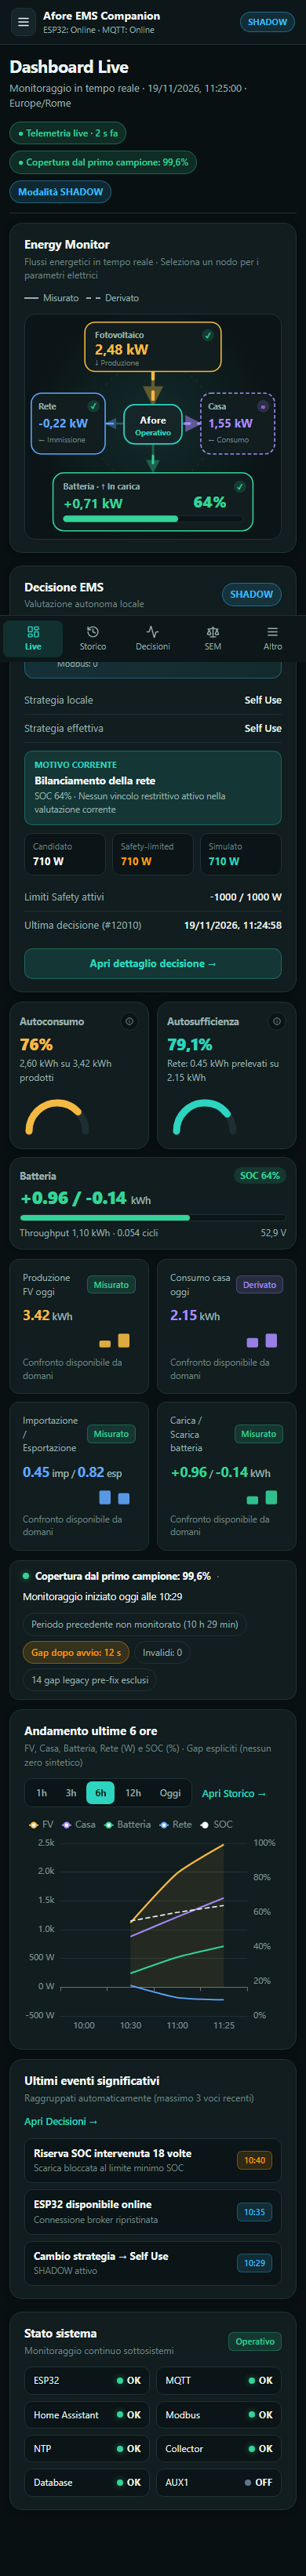 Afore EMS Companion
ESP32: Online · MQTT: Online
SHADOW
Dashboard Live
Monitoraggio in tempo reale · 19/11/2026, 11:25:00 ·
Europe/Rome
● Telemetria live · 2 s fa
● Copertura dal primo campione: 99,6%
Modalità SHADOW
Energy Monitor
Flussi energetici in tempo reale · Seleziona un nodo per i
parametri elettrici
Misurato
Derivato
Fotovoltaico
✓
2,48 kW
↓ Produzione
Rete
✓
-0,22 kW
← Immissione
Afore
Operativo
Casa
≈
1,55 kW
↔ Consumo
Batteria · ↑ In carica
✓
+0,71 kW
64%
Decisione EMS
Valutazione autonoma locale
SHADOW
Live
Storico
Decisioni
SEM
Altro
Modbus: 0
Strategia locale
Self Use
Strategia effettiva
Self Use
MOTIVO CORRENTE
Bilanciamento della rete
SOC 64% · Nessun vincolo restrittivo attivo nella
valutazione corrente
Candidato
710 W
Safety-limited
710 W
Simulato
710 W
Limiti Safety attivi
-1000 / 1000 W
Ultima decisione (#12010)
19/11/2026, 11:24:58
Apri dettaglio decisione →
Autoconsumo
76%
2,60 kWh su 3,42 kWh
prodotti
Autosufficienza
79,1%
Rete: 0.45 kWh prelevati su
2.15 kWh
Batteria
SOC 64%
+0.96 / -0.14 kWh
Throughput 1,10 kWh · 0.054 cicli
52,9 V
Produzione
FV oggi
Misurato
3.42 kWh
Confronto disponibile da
domani
Consumo casa
oggi
Derivato
2.15 kWh
Confronto disponibile da
domani
Importazione
/
Esportazione
Misurato
0.45 imp / 0.82 esp
Confronto disponibile da
domani
Carica /
Scarica
batteria
Misurato
+0.96 / -0.14 kWh
Confronto disponibile da
domani
Copertura dal primo campione: 99,6% ·
Monitoraggio iniziato oggi alle 10:29
Periodo precedente non monitorato (10 h 29 min)
Gap dopo avvio: 12 s
Invalidi: 0
14 gap legacy pre-fix esclusi
Andamento ultime 6 ore
FV, Casa, Batteria, Rete (W) e SOC (%) · Gap espliciti (nessun
zero sintetico)
1h
3h
6h
12h
Oggi
Apri Storico →
FV
Casa
Batteria
Rete
SOC
2.5k
2.0k
1.5k
1.0k
500 W
0 W
-500 W
100%
80%
60%
40%
20%
0%
10:00
10:30
11:00
11:25
Ultimi eventi significativi
Raggruppati automaticamente (massimo 3 voci recenti)
Apri Decisioni →
Riserva SOC intervenuta 18 volte
Scarica bloccata al limite minimo SOC
10:40
ESP32 disponibile online
Connessione broker ripristinata
10:35
Cambio strategia → Self Use
SHADOW attivo
10:29
Stato sistema
Monitoraggio continuo sottosistemi
Operativo
ESP32
OK
MQTT
OK
Home Assistant
OK
Modbus
OK
NTP
OK
Collector
OK
Database
OK
AUX1
OFF